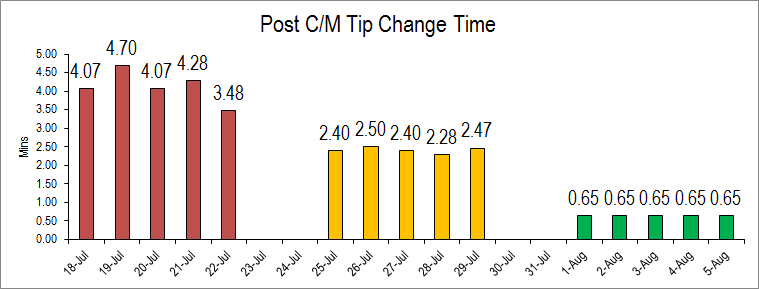 Post C/M Tip Change Time
Mins
5.00
4.50
4.00
3.50
3.00
2.50
2.00
1.50
1.00
0.50
0.00
4.07 4.70 4.07 4.28 3.48 2.40 2.50 2.40 2.28 2.47 0.65 0.65 0.65 0.65 0.65
18-Jul 19-Jul 20-Jul 21-Jul 22-Jul 23-Jul 24-Jul 25-Jul 26-Jul 27-Jul 28-Jul 29-Jul 30-Jul 31-Jul 1-Aug 2-Aug 3-Aug 4-Aug 5-Aug